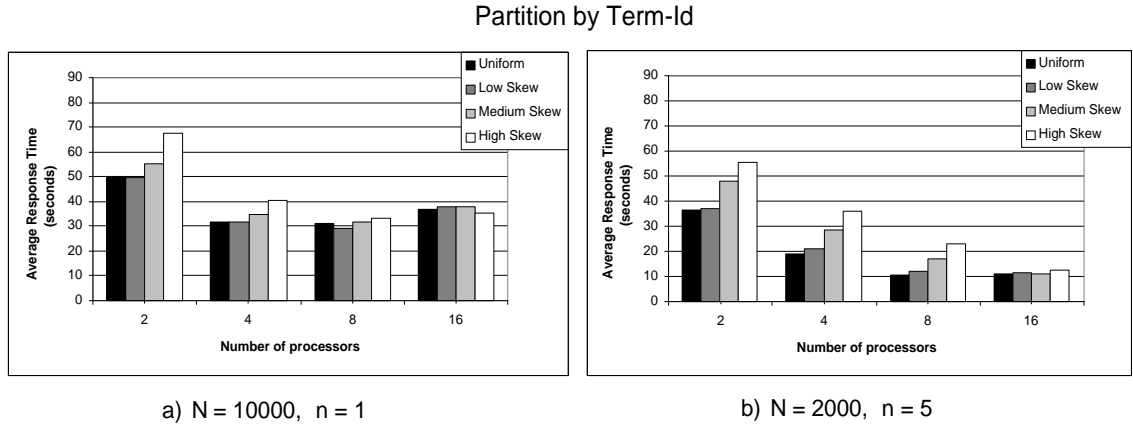 Partition by Term-Id
Uniform
Low Skew
Medium Skew
High Skew
90
80
70
60
50
40
30
20
10
0
Average Response Time
(seconds)
2 4 8 16
Number of processors
a) N = 10000, n = 1
Uniform
Low Skew
Medium Skew
High Skew
90
80
70
60
50
40
30
20
10
0
Average Response Time
(seconds)
2 4 8 16
Number of processors
b) N = 2000, n = 5